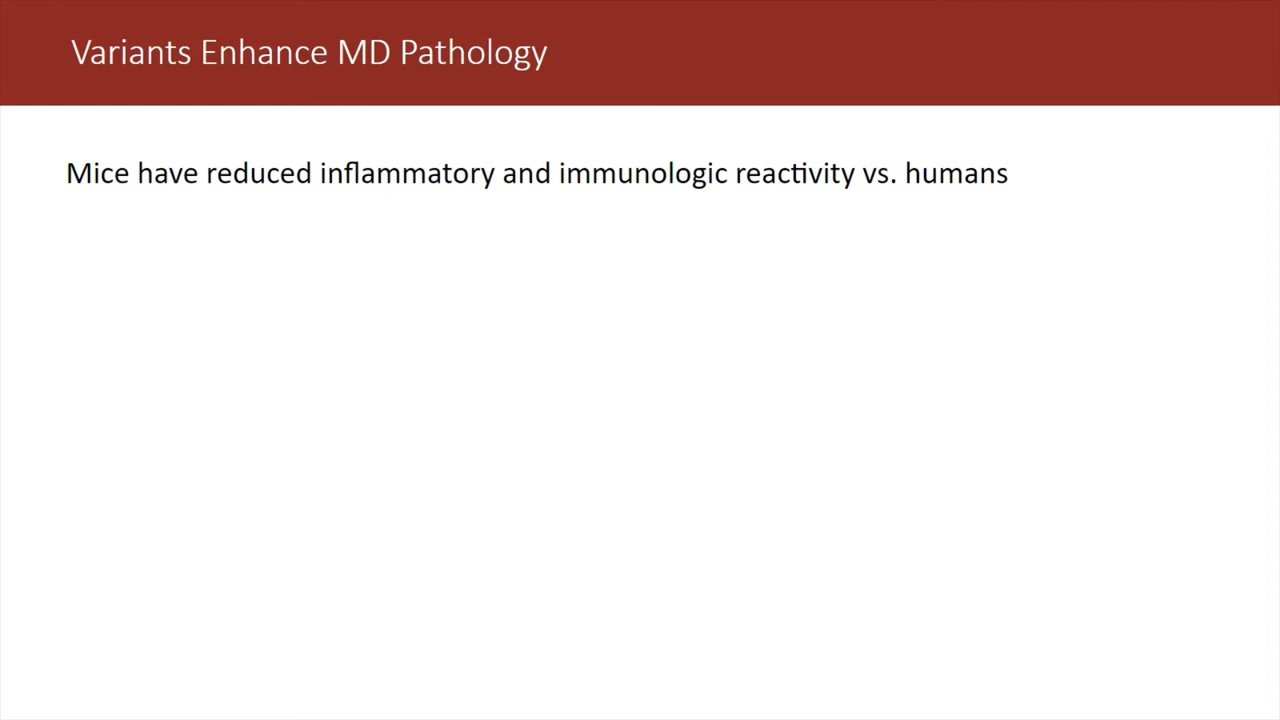 Variants Enhance MD Pathology
Mice have reduced inflammatory and immunologic reactivity vs. humans